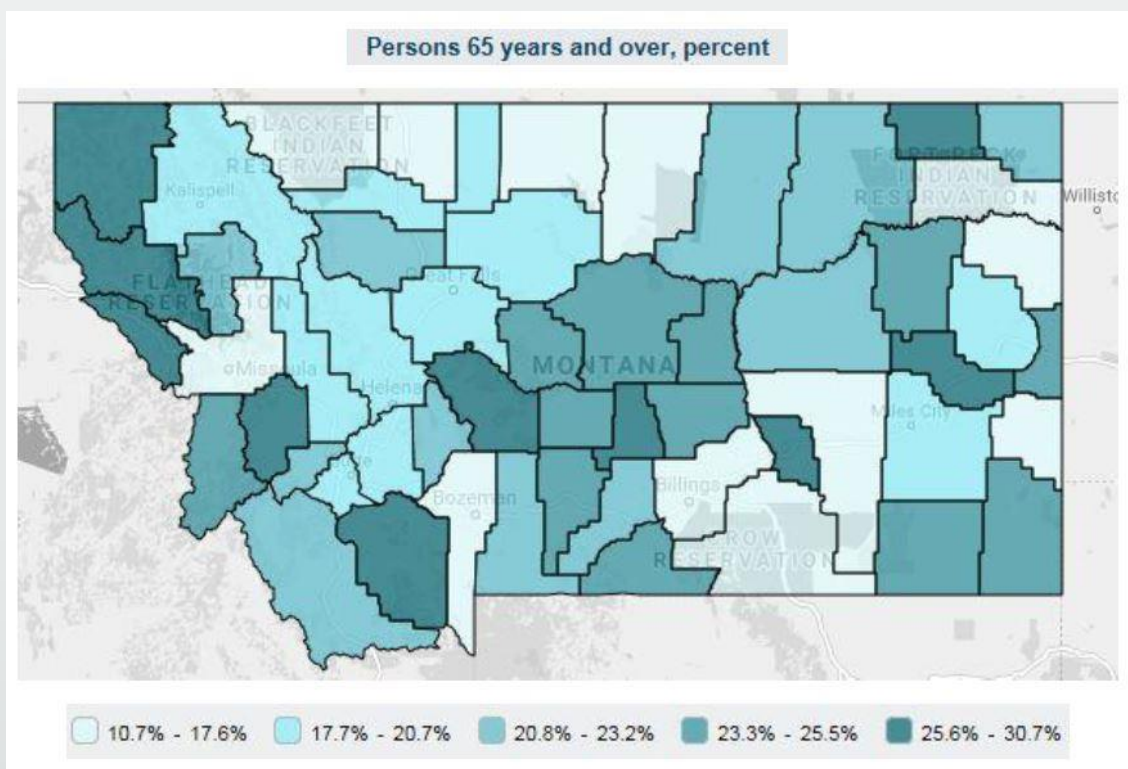 Persons 65 years and over, percent
BLACKFEET
INDIAN
RESERVATION
Kalispell
FORT PECK
INDIAN
RESERVATION
Williston
FLATHEAD
RESERVATION
Great Falls
Missoula
MONTANA
Helena
Miles City
Butte
Bozeman
Billings
CROW
RESERVATION
10.7% - 17.6%
17.7% - 20.7%
20.8% - 23.2%
23.3% - 25.5%
25.6% - 30.7%